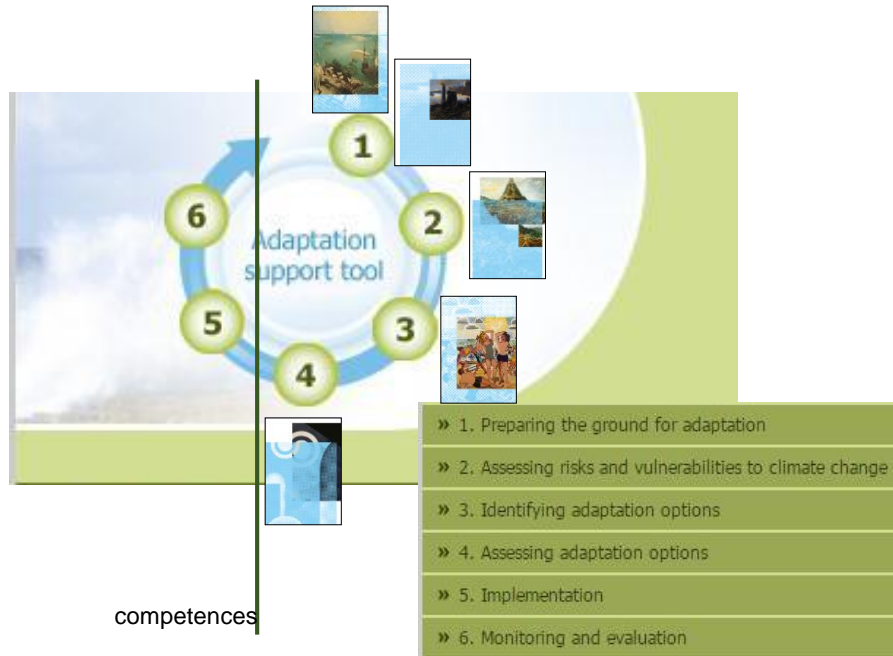 1
2
6
Adaptation
support tool
3
5
4
» 1. Preparing the ground for adaptation
» 2. Assessing risks and vulnerabilities to climate change
» 3. Identifying adaptation options
» 4. Assessing adaptation options
» 5. Implementation
» 6. Monitoring and evaluation
competences